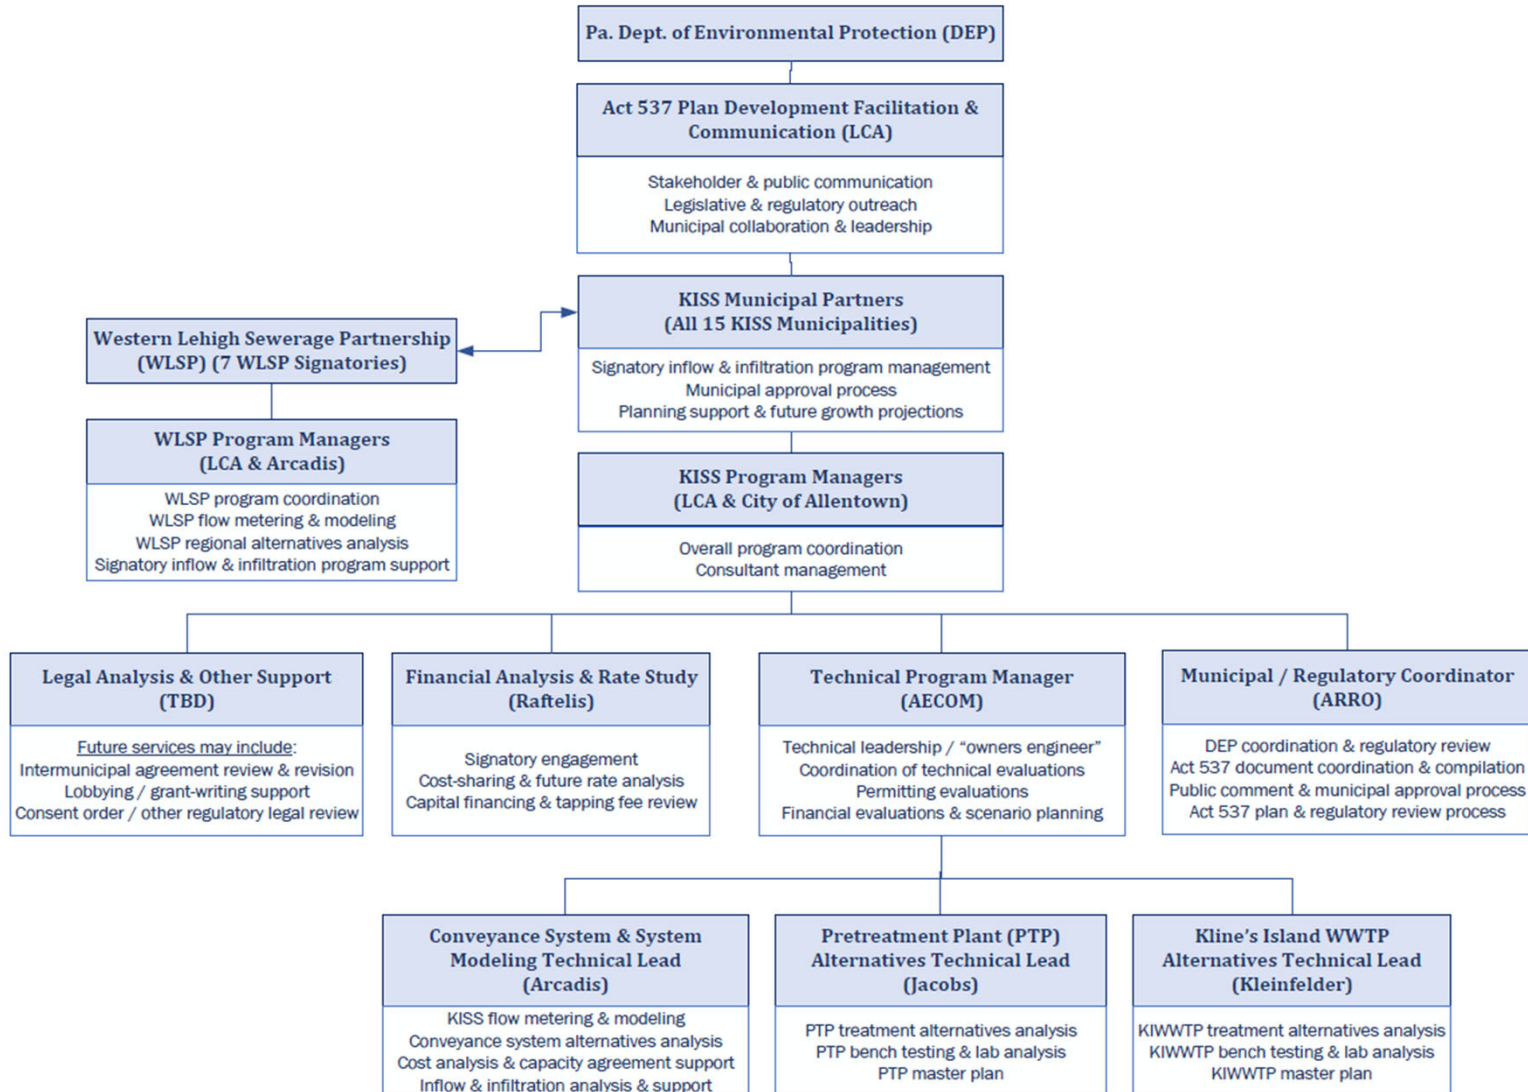 Pa. Dept. of Environmental Protection (DEP)
Act 537 Plan Development Facilitation &
Communication (LCA)
Stakeholder & public communication
Legislative & regulatory outreach
Municipal collaboration & leadership
KISS Municipal Partners
(All 15 KISS Municipalities)
Signatory inflow & infiltration program management
Municipal approval process
Planning support & future growth projections
Western Lehigh Sewerage Partnership
(WLSP) (7 WLSP Signatories)
WLSP Program Managers
(LCA & Arcadis)
WLSP program coordination
WLSP flow metering & modeling
WLSP regional alternatives analysis
Signatory inflow & infiltration program support
KISS Program Managers
(LCA & City of Allentown)
Overall program coordination
Consultant management
Legal Analysis & Other Support
(TBD)
Future services may include:
Intermunicipal agreement review & revision
Lobbying / grant-writing support
Consent order / other regulatory legal review
Financial Analysis & Rate Study
(Raftelis)
Signatory engagement
Cost-sharing & future rate analysis
Capital financing & tapping fee review
Technical Program Manager
(AECOM)
Technical leadership / “owners engineer”
Coordination of technical evaluations
Permitting evaluations
Financial evaluations & scenario planning
Municipal / Regulatory Coordinator
(ARRO)
DEP coordination & regulatory review
Act 537 document coordination & compilation
Public comment & municipal approval process
Act 537 plan & regulatory review process
Conveyance System & System
Modeling Technical Lead
(Arcadis)
KISS flow metering & modeling
Conveyance system alternatives analysis
Cost analysis & capacity agreement support
Inflow & infiltration analysis & support
Pretreatment Plant (PTP)
Alternatives Technical Lead
(Jacobs)
PTP treatment alternatives analysis
PTP bench testing & lab analysis
PTP master plan
Kline’s Island WWTP
Alternatives Technical Lead
(Kleinfelder)
KIWWTP treatment alternatives analysis
KIWWTP bench testing & lab analysis
KIWWTP master plan